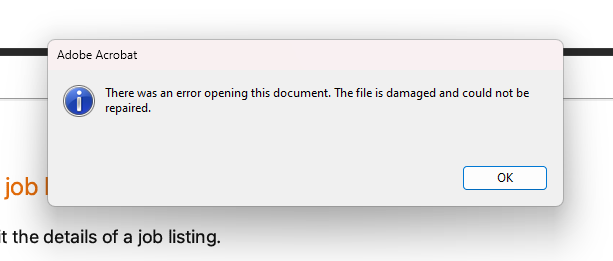 Adobe Acrobat
There was an error opening this document. The file is damaged and could not be
repaired.
OK
job
it the details of a job listing.